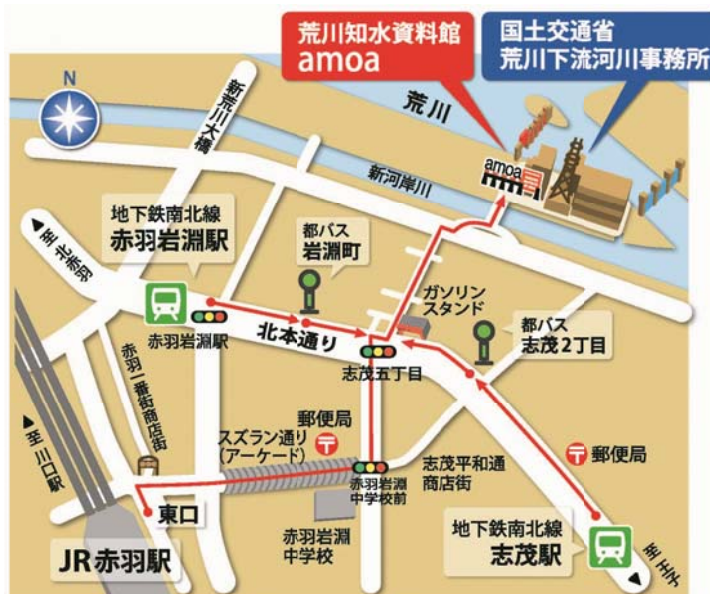 荒川知水資料館
amoa
国土交通省
荒川下流河川事務所
N
新荒川大橋
荒川
新河岸川
amoa
至北赤羽
地下鉄南北線
赤羽岩淵駅
都バス
岩淵町
ガソリン
スタンド
都バス
志茂2丁目
赤羽岩淵駅
北本通り
志茂五丁目
赤羽一番街商店街
至川口駅
スズラン通り
(アーケード)
郵便局
赤羽岩淵
中学校前
志茂平和通
商店街
郵便局
東口
赤羽岩淵
中学校
JR赤羽駅
地下鉄南北線
志茂駅
至王子